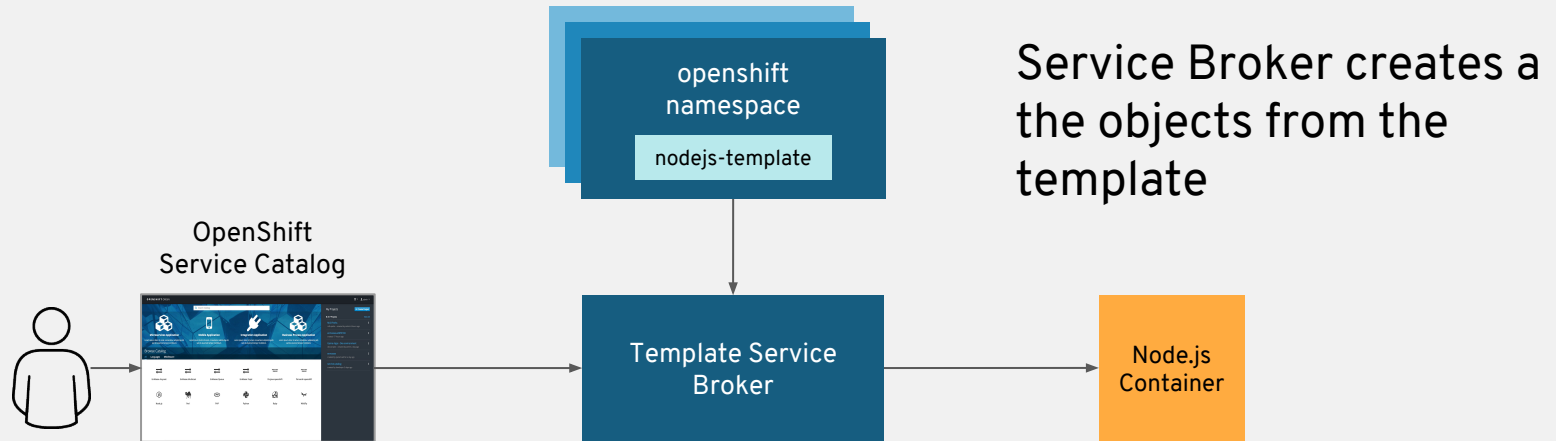 openshift
namespace
nodejs-template
Service Broker creates a
the objects from the
template
OpenShift
Service Catalog
Template Service
Broker
Node.js
Container